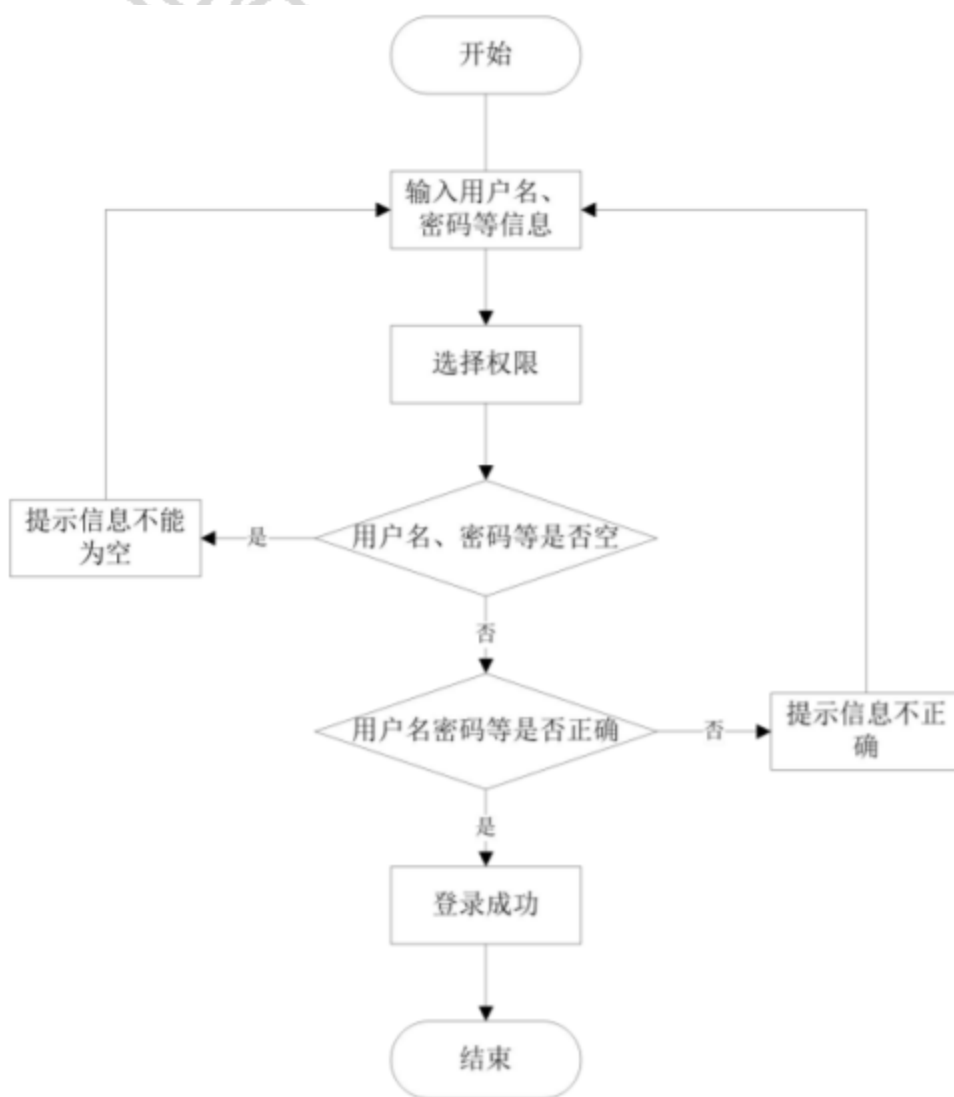 开始
输入用户名、
密码等信息
选择权限
提示信息不能
为空
是
用户名、密码等是否空
否
用户名密码等是否正确
否
提示信息不正
确
是
登录成功
结束